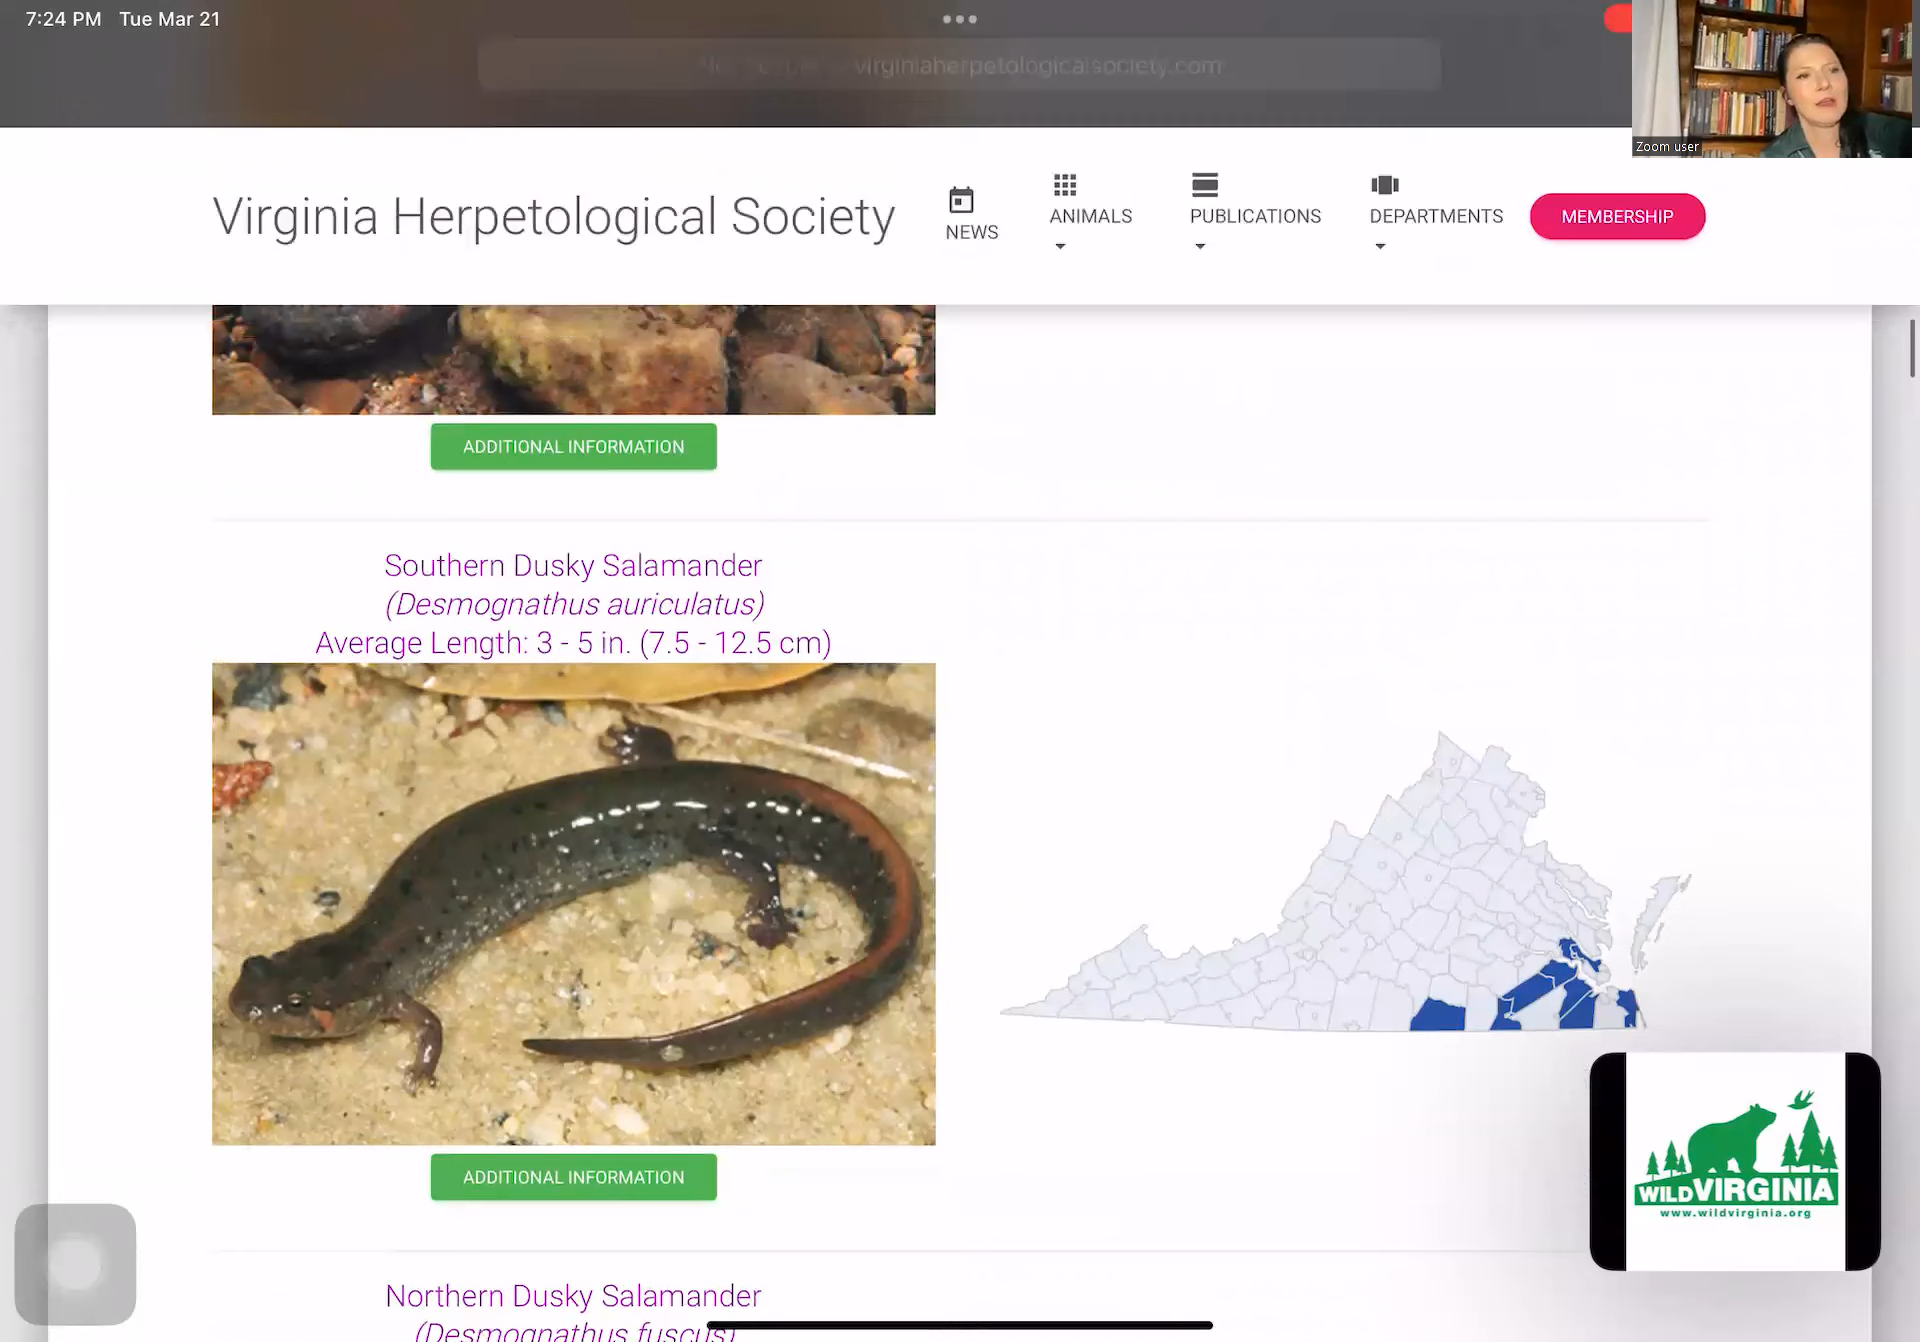 7:24 PM Tue Mar 21
virginiaherpetologicalsociety.com
Zoom user
Virginia Herpetological Society
NEWS
ANIMALS
PUBLICATIONS
DEPARTMENTS
MEMBERSHIP
ADDITIONAL INFORMATION
Southern Dusky Salamander
(Desmognathus auriculatus)
Average Length: 3 - 5 in. (7.5 - 12.5 cm)
ADDITIONAL INFORMATION
WILD VIRGINIA
www.wildvirginia.org
Northern Dusky Salamander
(Desmognathus fuscus)